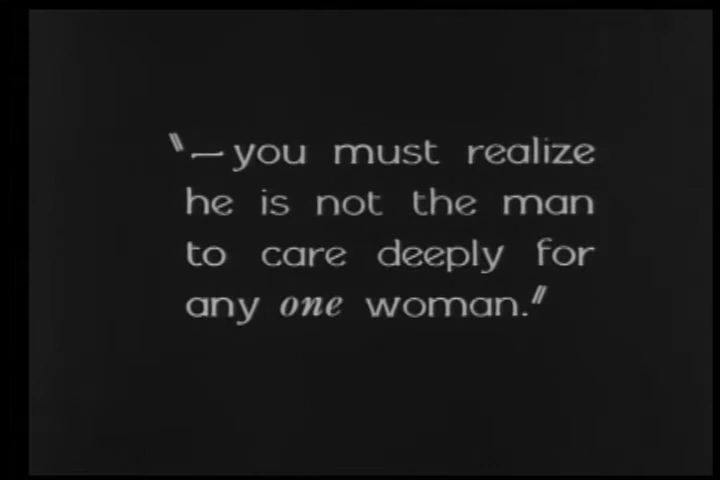 "—you must realize
he is not the man
to care deeply for
any one woman."